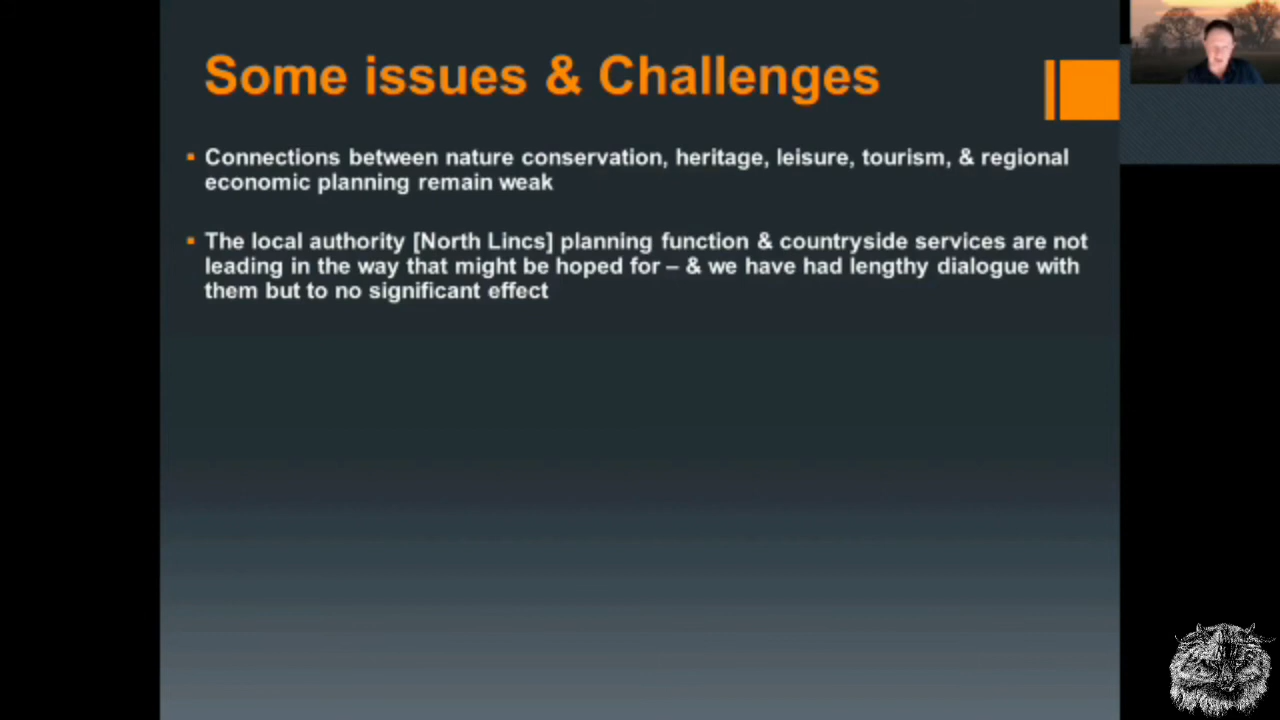 Some issues & Challenges
Connections between nature conservation, heritage, leisure, tourism, & regional
economic planning remain weak
The local authority [North Lincs] planning function & countryside services are not
leading in the way that might be hoped for – & we have had lengthy dialogue with
them but to no significant effect